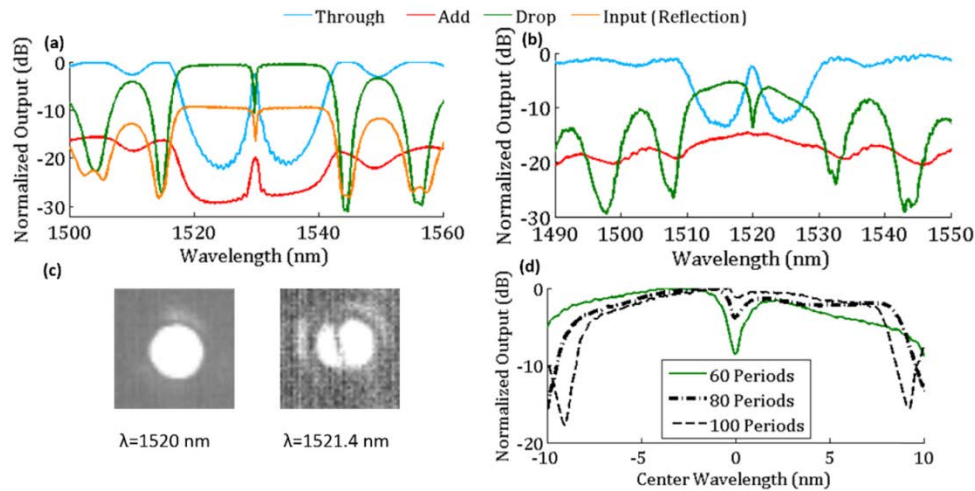 Through Add Drop Input (Reflection)
(a)
Normalized Output (dB)
0
-10
-20
-30
1500 1520 1540 1560
Wavelength (nm)
(b)
Normalized Output (dB)
0
-10
-20
-30
1490 1500 1510 1520 1530 1540 1550
Wavelength (nm)
(c)
λ=1520 nm λ=1521.4 nm
(d)
Normalized Output (dB)
0
-10
-20
60 Periods
80 Periods
100 Periods
-10 -5 0 5 10
Center Wavelength (nm)